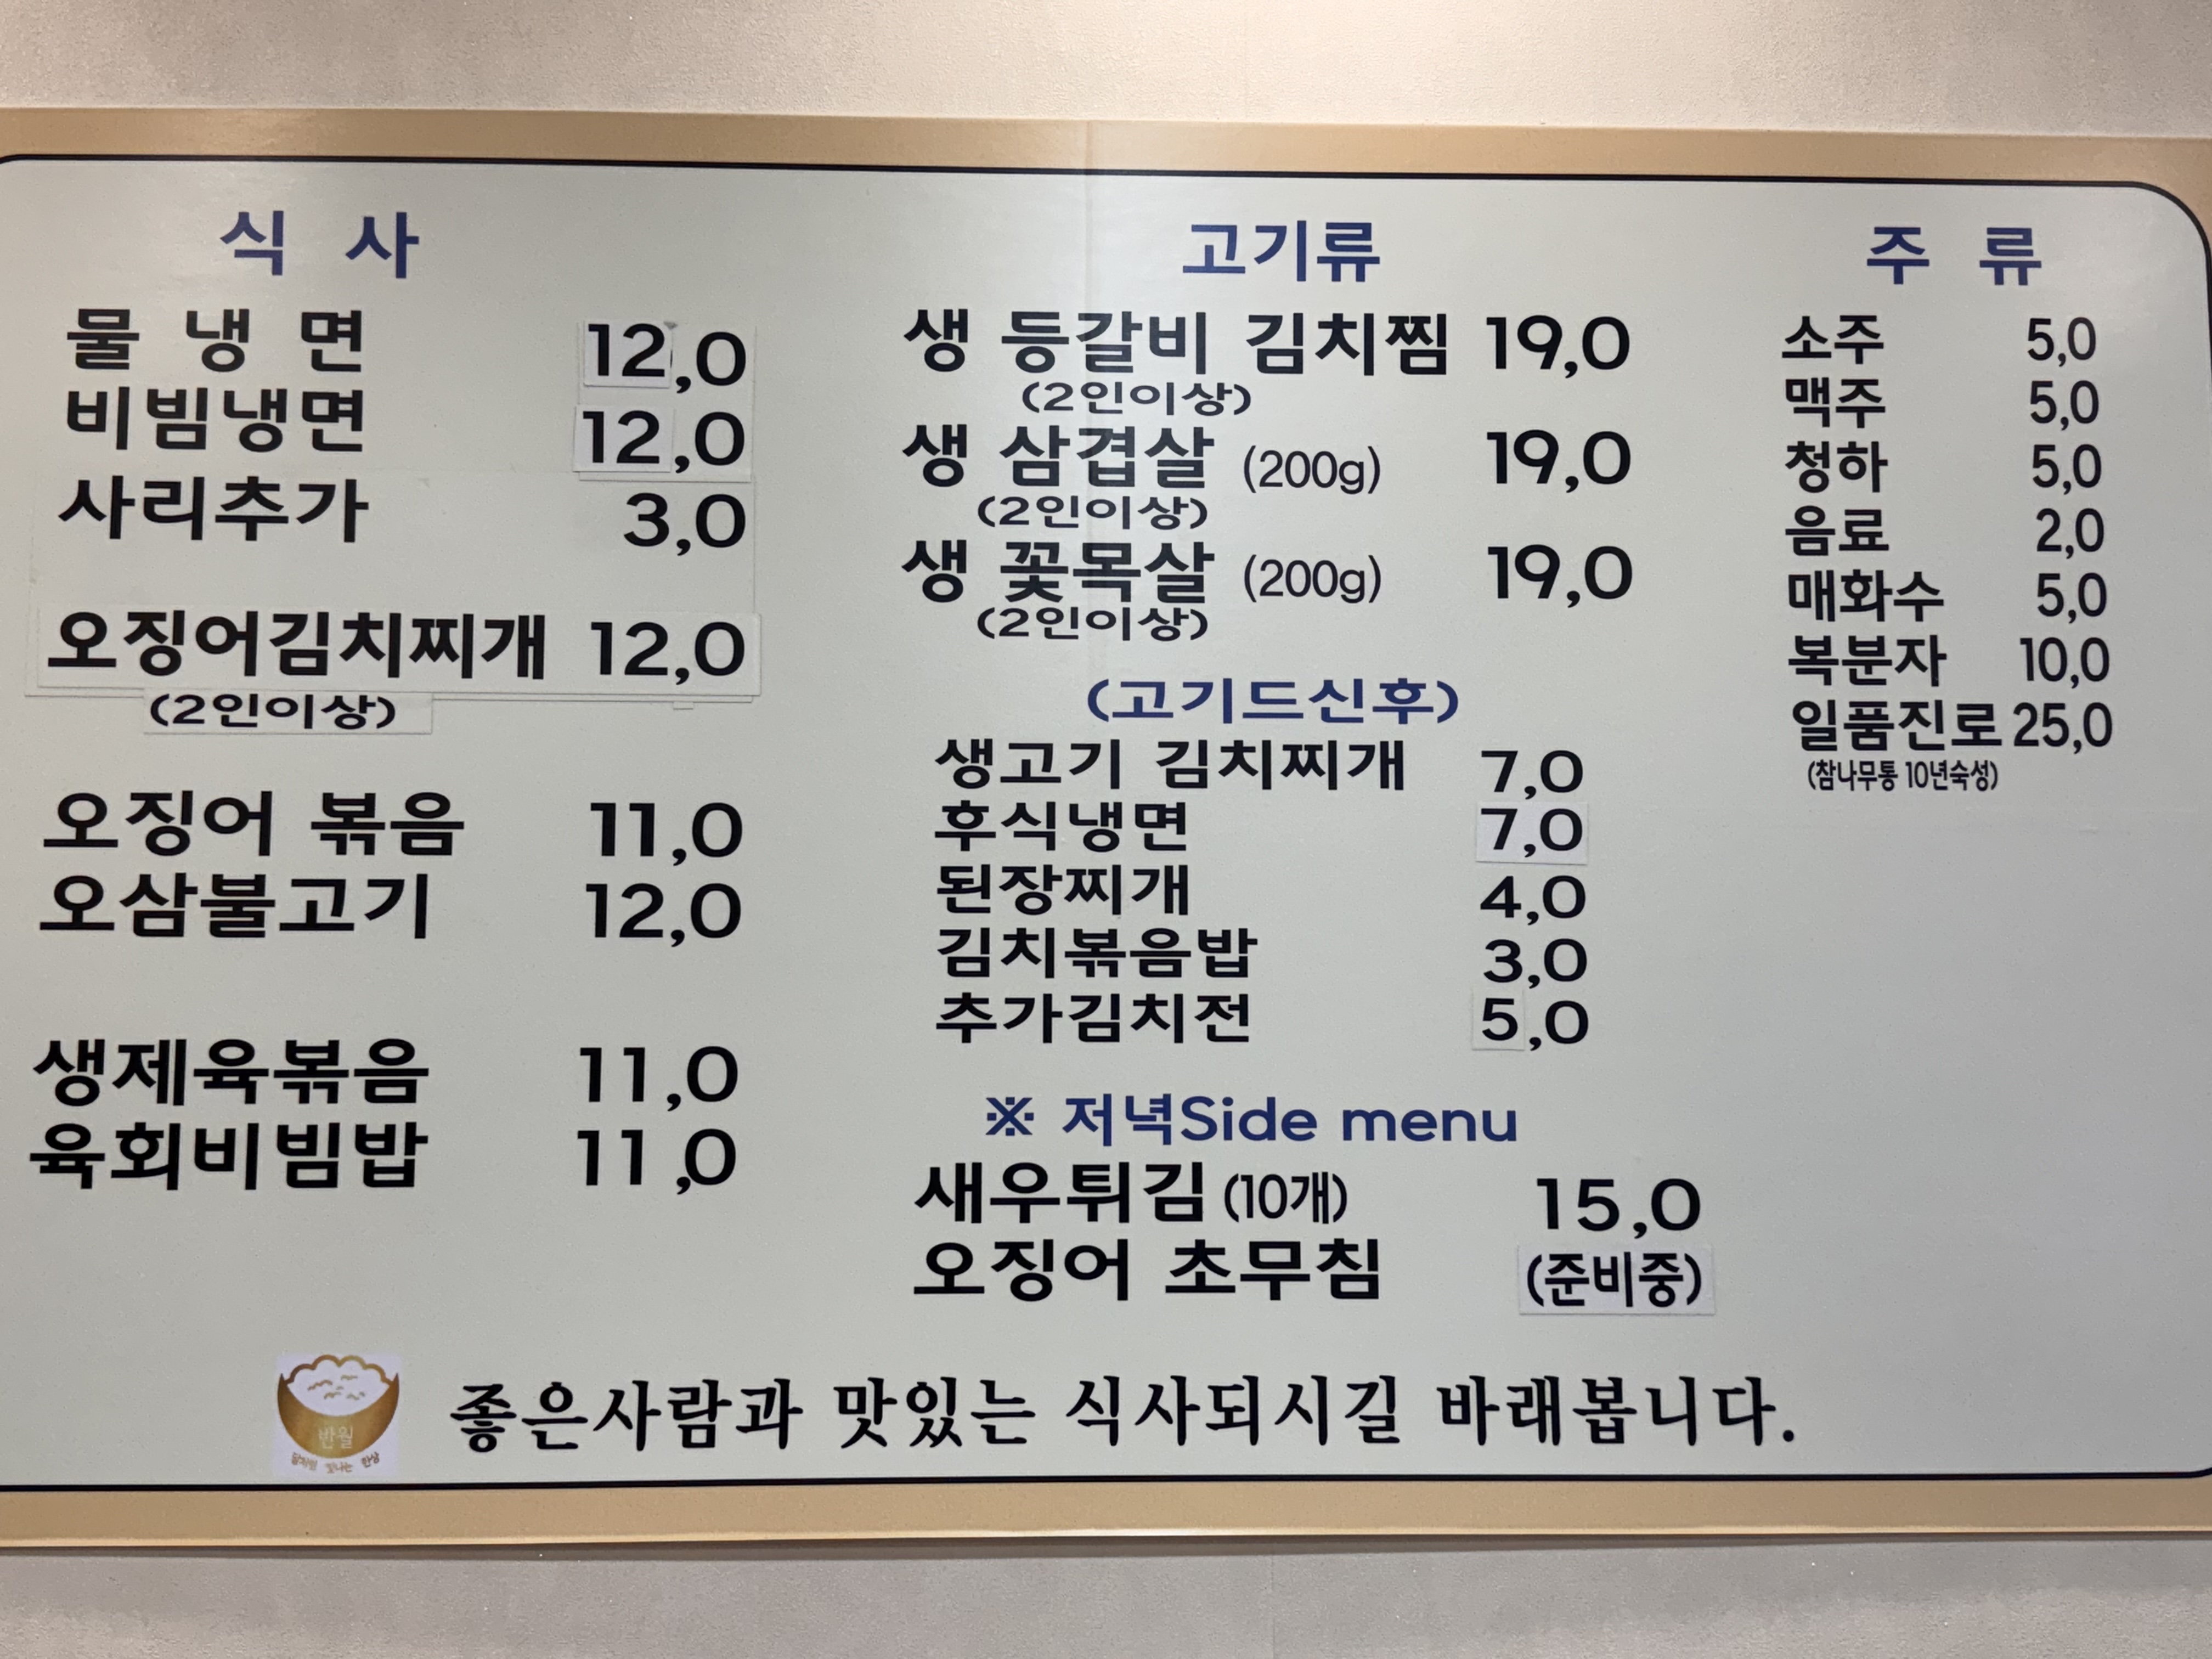 식 사
물 냉 면 12,0
비빔냉면 12,0
사리추가 3,0
오징어김치찌개 12,0
(2인이상)
오징어 볶음 11,0
오삼불고기 12,0
생제육볶음 11,0
육회비빔밥 11,0
고기류
생 등갈비 김치찜 19,0
(2인이상)
생 삼겹살 (200g) 19,0
(2인이상)
생 꽃목살 (200g) 19,0
(2인이상)
(고기드신후)
생고기 김치찌개 7,0
후식냉면 7,0
된장찌개 4,0
김치볶음밥 3,0
추가김치전 5,0
※ 저녁Side menu
새우튀김 (10개) 15,0
오징어 초무침 (준비중)
주 류
소주 5,0
맥주 5,0
청하 5,0
음료 2,0
매화수 5,0
복분자 10,0
일품진로 25,0
(참나무통 10년숙성)
반월
빛나는 한상
좋은사람과 맛있는 식사되시길 바래봅니다.